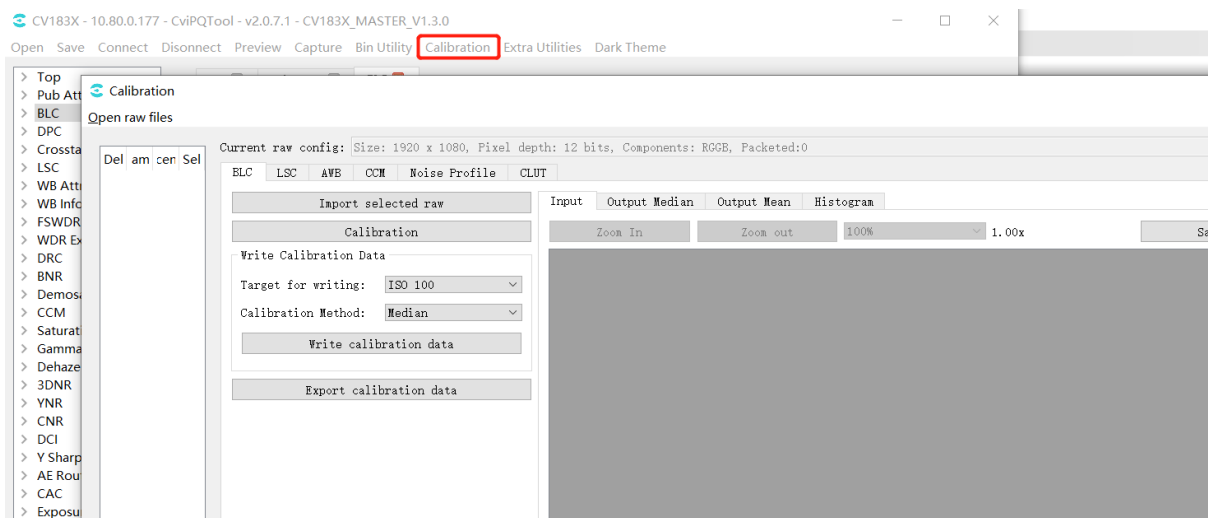 CV183X - 10.80.0.177 - CviPQTool - v2.0.7.1 - CV183X_MASTER_V1.3.0
Open Save Connect Disonnect Preview Capture Bin Utility Calibration Extra Utilities Dark Theme
Top
Pub Att
BLC
DPC
Crossta
LSC
WB Attr
WB Info
FSWDR
WDR Ex
DRC
BNR
Demosa
CCM
Saturat
Gamma
Dehaze
3DNR
YNR
CNR
DCI
Y Sharp
AE Rou
CAC
Exposu
Calibration
Open raw files
Del am cen Sel
Current raw config: Size: 1920 x 1080, Pixel depth: 12 bits, Components: RGGB, Packeted:0
BLC LSC AWB CCM Noise Profile CLUT
Import selected raw
Calibration
Write Calibration Data
Target for writing: ISO 100
Calibration Method: Median
Write calibration data
Export calibration data
Input Output Median Output Mean Histogram
Zoom In Zoom out 100% 1.00x Sa